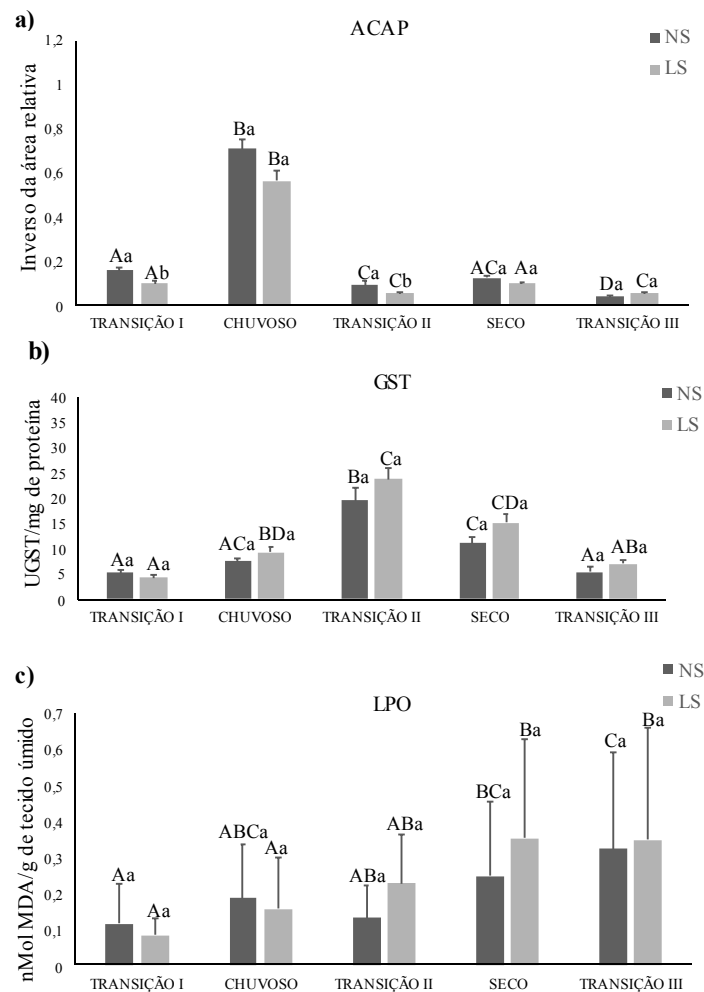 a)
ACAP
NS
LS
Inverso da área relativa
1,2
1
0,8
0,6
0,4
0,2
0
Aa
Ab
Ba
Ba
Ca
Cb
ACa
Aa
Da
Ca
TRANSIÇÃO I
CHUVOSO
TRANSIÇÃO II
SECO
TRANSIÇÃO III
b)
GST
NS
LS
UGST/mg de proteína
40
35
30
25
20
15
10
5
0
Aa
Aa
ACa
BDa
Ba
Ca
Ca
CDa
Aa
ABa
TRANSIÇÃO I
CHUVOSO
TRANSIÇÃO II
SECO
TRANSIÇÃO III
c)
LPO
NS
LS
nMol MDA/g de tecido úmido
0,7
0,6
0,5
0,4
0,3
0,2
0,1
0
Aa
Aa
ABCa
Aa
ABa
ABa
BCa
Ba
Ca
Ba
TRANSIÇÃO I
CHUVOSO
TRANSIÇÃO II
SECO
TRANSIÇÃO III